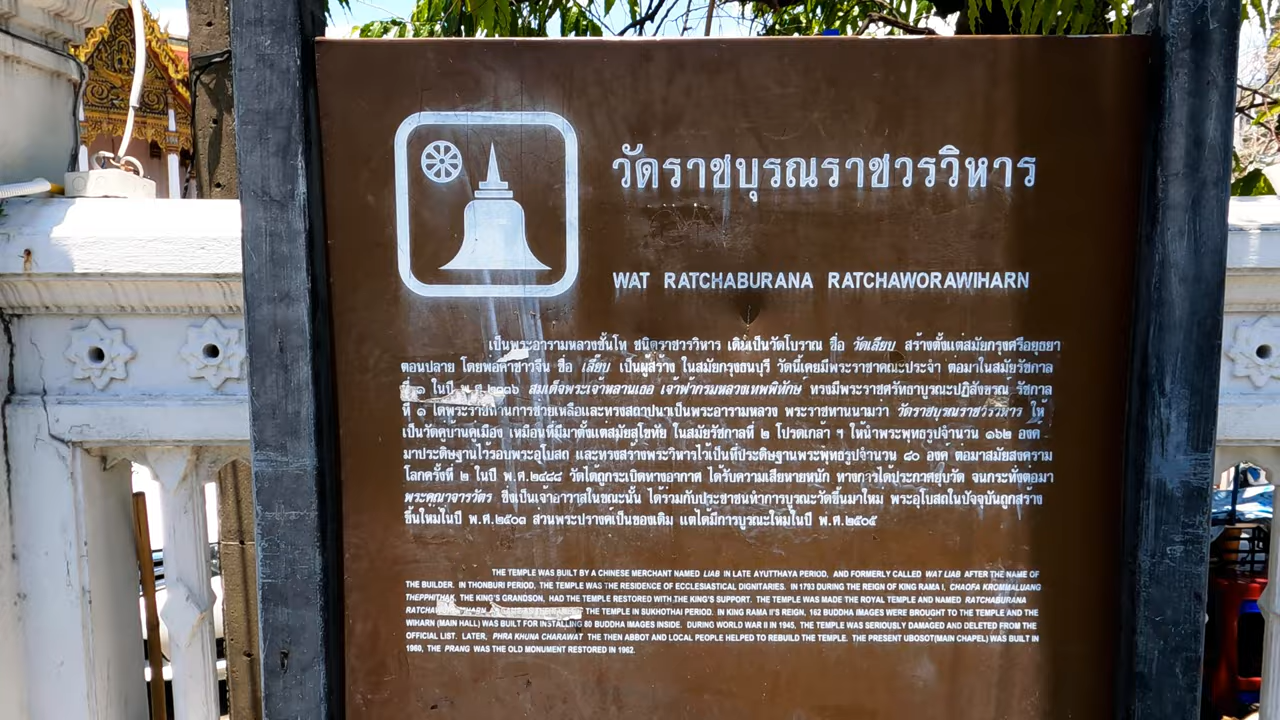 วัดราชบุรณราชวรวิหาร
WAT RATCHABURANA RATCHAWORAWIHARN
เป็นพระอารามหลวงชั้นโท ชนิดราชวรวิหาร เดิมเป็นวัดโบราณ ชื่อ วัดเลียบ สร้างตั้งแต่สมัยกรุงศรีอยุธยา
ตอนปลาย โดยพ่อค้าชาวจีน ชื่อ เลี๊ยบ เป็นผู้สร้าง ในสมัยกรุงธนบุรี วัดนี้เคยมีพระราชาคณะประจำ ต่อมาในสมัยรัชกาล
ที่ ๑ ในปี พ.ศ.๒๓๓๖ สมเด็จพระเจ้าหลานเธอ เจ้าฟ้ากรมหลวงเทพพิทักษ์ ทรงมีพระราชศรัทธาบูรณะปฏิสังขรณ์ รัชกาล
ที่ ๑ ได้พระราชทานการช่วยเหลือและทรงสถาปนาเป็นพระอารามหลวง พระราชทานนามว่า วัดราชบุรณราชวรวิหาร ให้
เป็นวัดคู่บ้านคู่เมือง เหมือนที่มีมาตั้งแต่สมัยสุโขทัย ในสมัยรัชกาลที่ ๒ โปรดเกล้า ฯ ให้นำพระพุทธรูปจำนวน ๑๖๒ องค์
มาประดิษฐานไว้รอบพระอุโบสถ และทรงสร้างพระวิหารไว้เป็นที่ประดิษฐานพระพุทธรูปจำนวน ๘๐ องค์ ต่อมาสมัยสงคราม
โลกครั้งที่ ๒ ในปี พ.ศ.๒๔๘๘ วัดได้ถูกระเบิดทางอากาศ ได้รับความเสียหายหนัก ทางการได้ประกาศยุบวัด จนกระทั่งต่อมา
พระคุณาจารวัตร ซึ่งเป็นเจ้าอาวาสในขณะนั้น ได้ร่วมกับประชาชนทำการบูรณะวัดขึ้นมาใหม่ พระอุโบสถในปัจจุบันถูกสร้าง
ขึ้นใหม่ในปี พ.ศ.๒๕๐๓ ส่วนพระปรางค์เป็นของเดิม แต่ได้มีการบูรณะใหม่ในปี พ.ศ.๒๕๐๕
THE TEMPLE WAS BUILT BY A CHINESE MERCHANT NAMED LIAB IN LATE AYUTTHAYA PERIOD, AND FORMERLY CALLED WAT LIAB AFTER THE NAME OF
THE BUILDER. IN THONBURI PERIOD, THE TEMPLE WAS THE RESIDENCE OF ECCLESIASTICAL DIGNITARIES. IN 1793 DURING THE REIGN OF KING RAMA I, CHAOFA KROMMALUANG
THEPPHITHAK, THE KING'S GRANDSON, HAD THE TEMPLE RESTORED WITH THE KING'S SUPPORT. THE TEMPLE WAS MADE THE ROYAL TEMPLE AND NAMED RATCHABURANA
THE TEMPLE IN SUKHOTHAI PERIOD. IN KING RAMA II'S REIGN, 162 BUDDHA IMAGES WERE BROUGHT TO THE TEMPLE AND THE
WIHARN (MAIN HALL) WAS BUILT FOR INSTALLING 80 BUDDHA IMAGES INSIDE. DURING WORLD WAR II IN 1945, THE TEMPLE WAS SERIOUSLY DAMAGED AND DELETED FROM THE
OFFICIAL LIST. LATER, PHRA KHUNA CHARAWAT THE THEN ABBOT AND LOCAL PEOPLE HELPED TO REBUILD THE TEMPLE. THE PRESENT UBOSOT(MAIN CHAPEL) WAS BUILT IN
1960, THE PRANG WAS THE OLD MONUMENT RESTORED IN 1962.